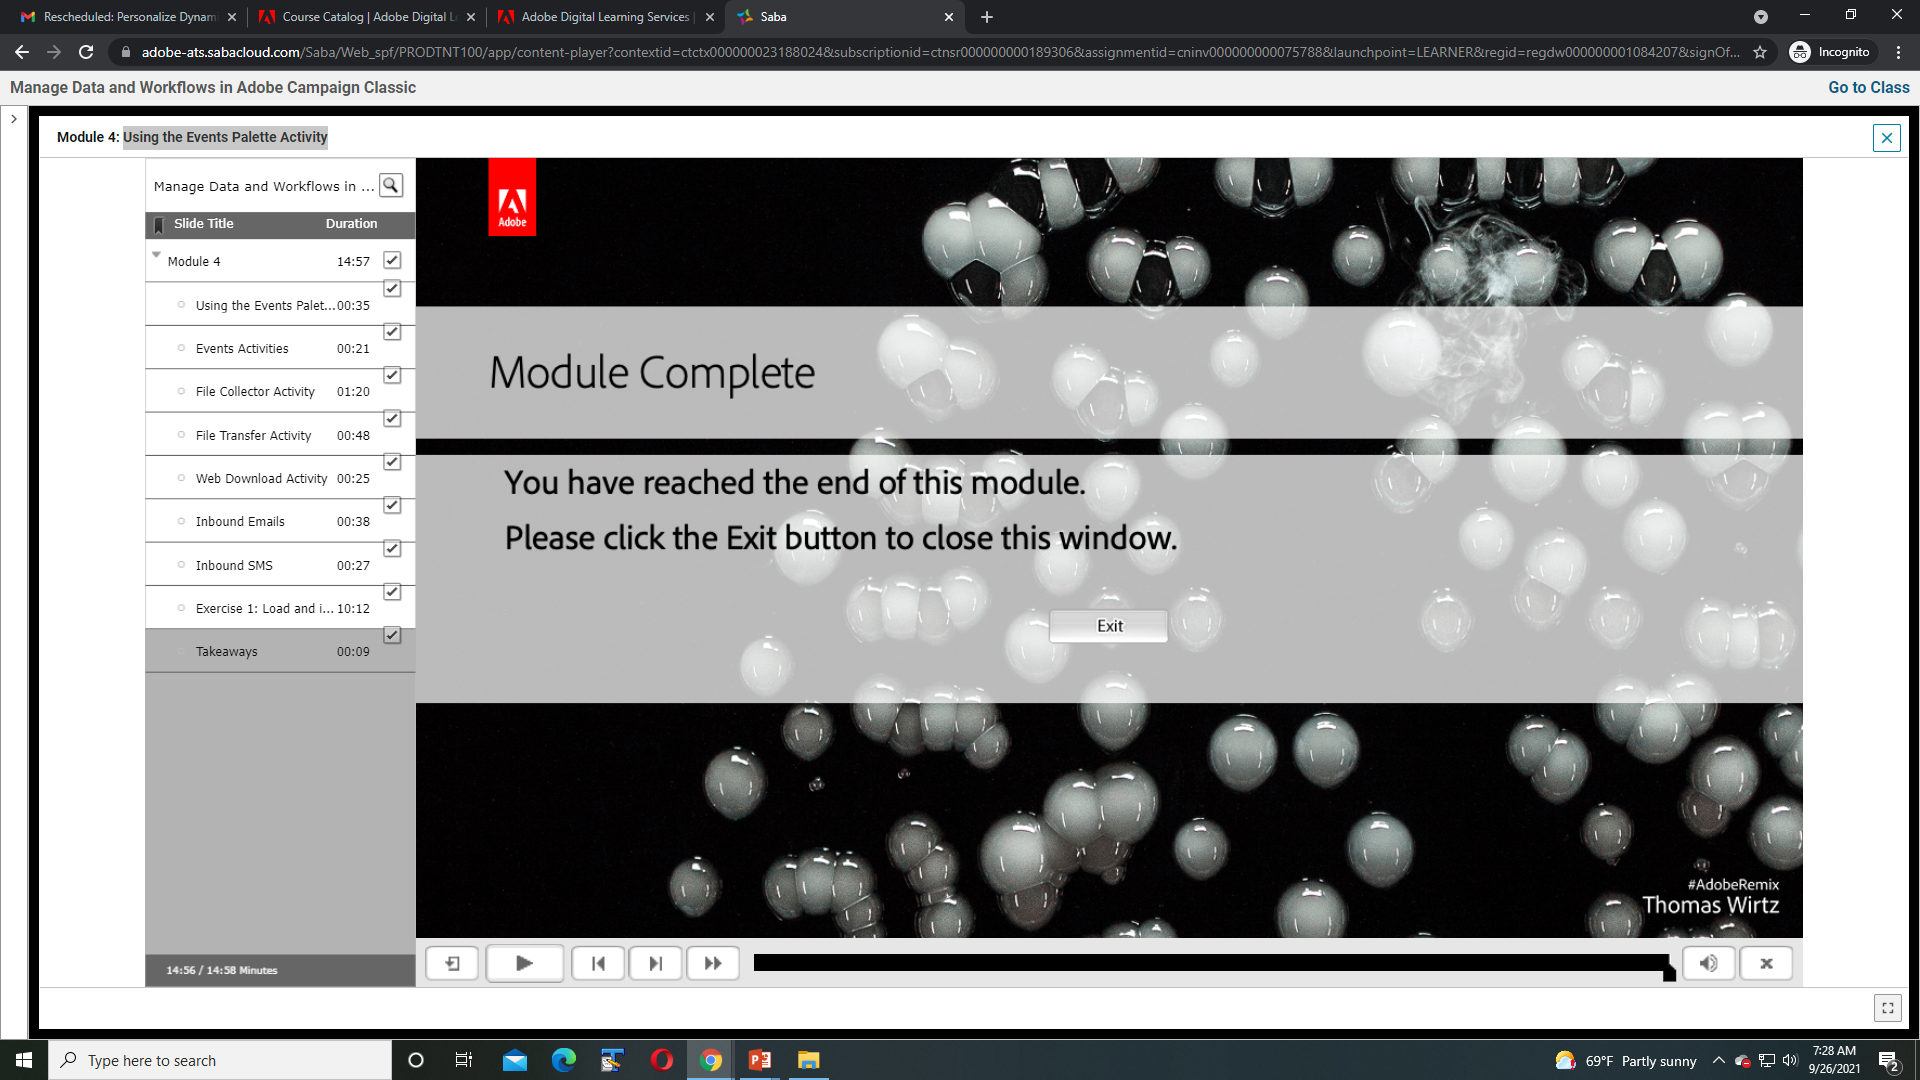 Rescheduled: Personalize Dynam
Course Catalog | Adobe Digital L
Adobe Digital Learning Services |
Saba
adobe-ats.sabacloud.com/Saba/Web_spf/PRODTNT100/app/content-player?contextid=ctctx000000023188024&subscriptionid=ctnsr000000000189306&assignmentid=cninv000000000075788&launchpoint=LEARNER&regid=regdw000000001084207&signOf...
Incognito
Manage Data and Workflows in Adobe Campaign Classic
Go to Class
Module 4: Using the Events Palette Activity
Manage Data and Workflows in ...
Slide Title Duration
Module 4 14:57
Using the Events Palet... 00:35
Events Activities 00:21
File Collector Activity 01:20
File Transfer Activity 00:48
Web Download Activity 00:25
Inbound Emails 00:38
Inbound SMS 00:27
Exercise 1: Load and i... 10:12
Takeaways 00:09
14:56 / 14:58 Minutes
Adobe
Module Complete
You have reached the end of this module.
Please click the Exit button to close this window.
Exit
#AdobeRemix
Thomas Wirtz
Type here to search
69°F Partly sunny
7:28 AM
9/26/2021
2